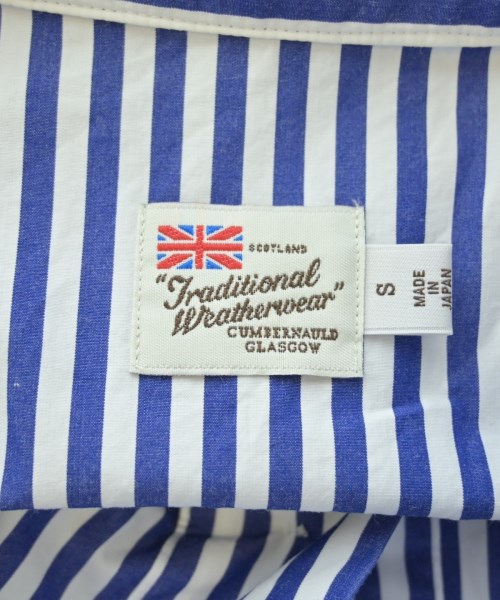 SCOTLAND
"Traditional
Weatherwear"
CUMBERNAULD
GLASGOW
S
MADE
IN
JAPAN